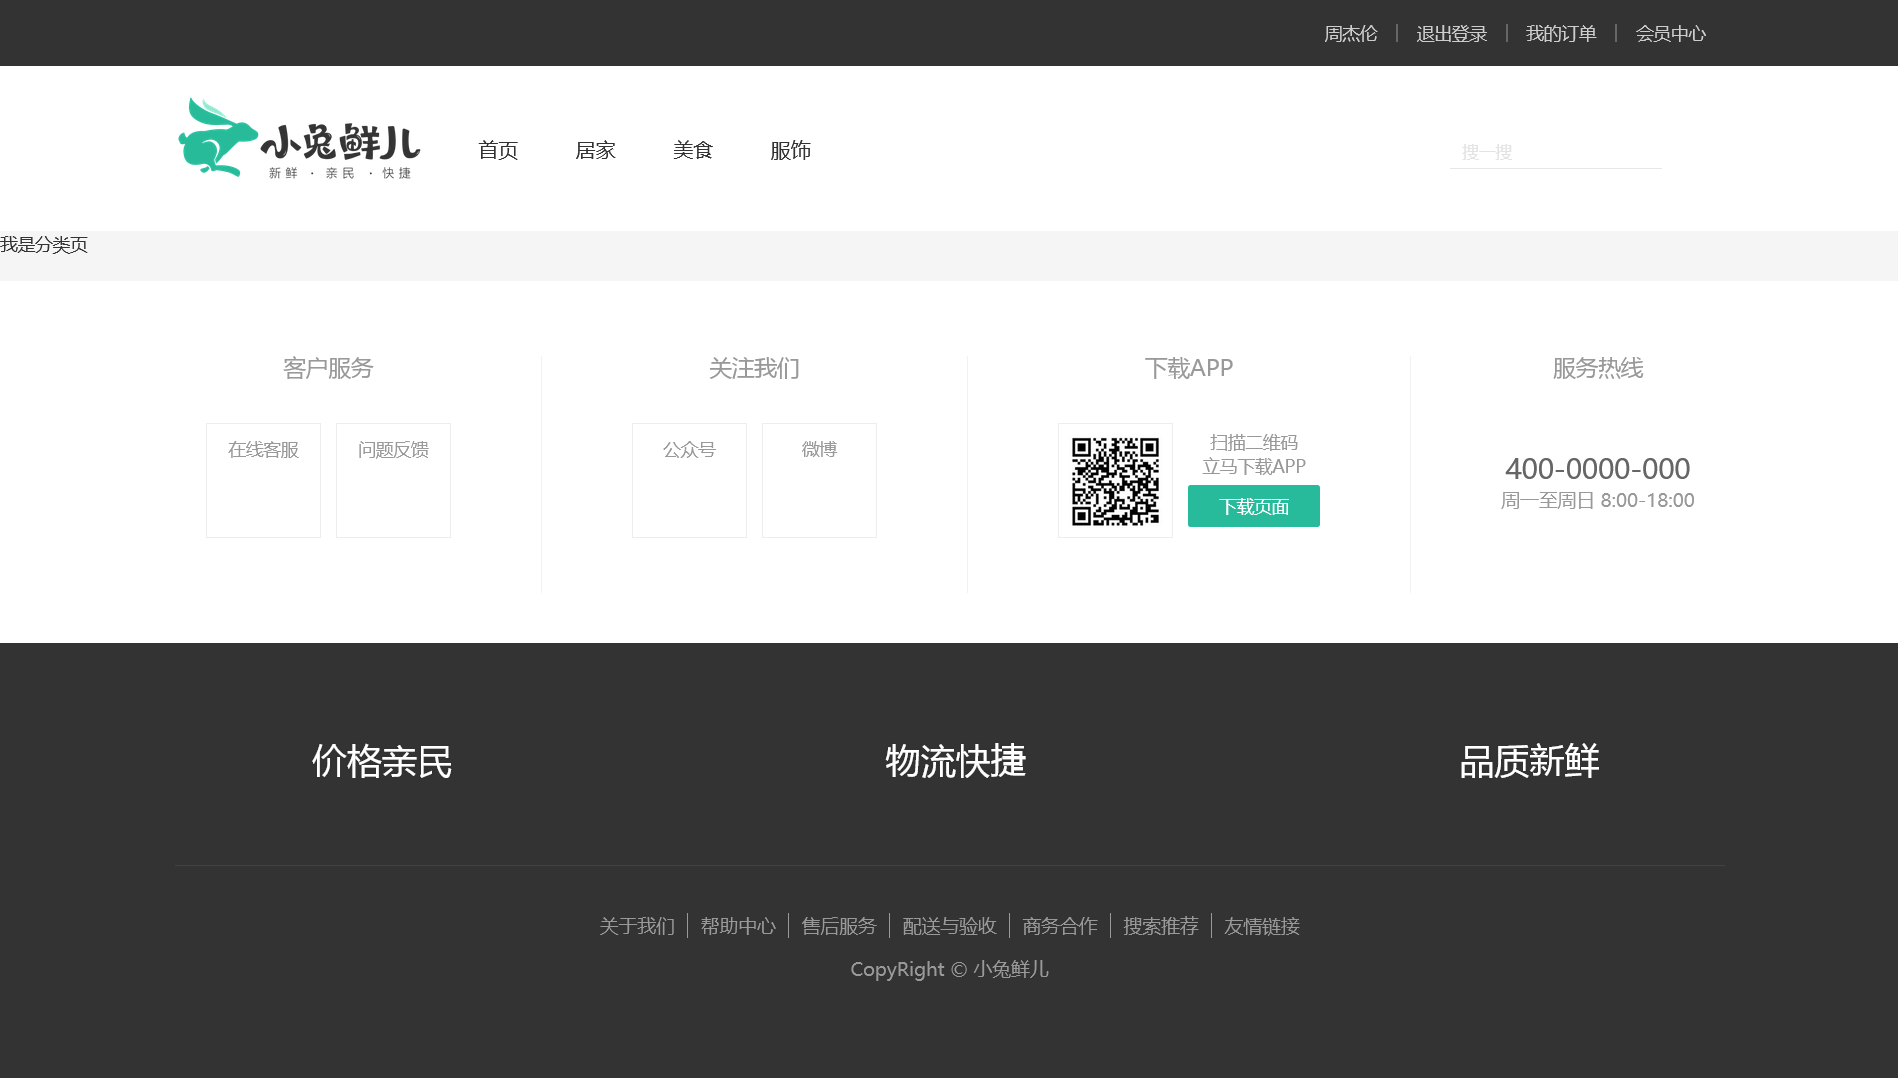 周杰伦 退出登录 我的订单 会员中心
小兔鲜儿
新鲜 · 亲民 · 快捷
首页 居家 美食 服饰
搜一搜
我是分类页
客户服务 关注我们 下载APP 服务热线
在线客服 问题反馈 公众号 微博
扫描二维码
立马下载APP
下载页面
400-0000-000
周一至周日 8:00-18:00
价格亲民 物流快捷 品质新鲜
关于我们 帮助中心 售后服务 配送与验收 商务合作 搜索推荐 友情链接
CopyRight © 小兔鲜儿